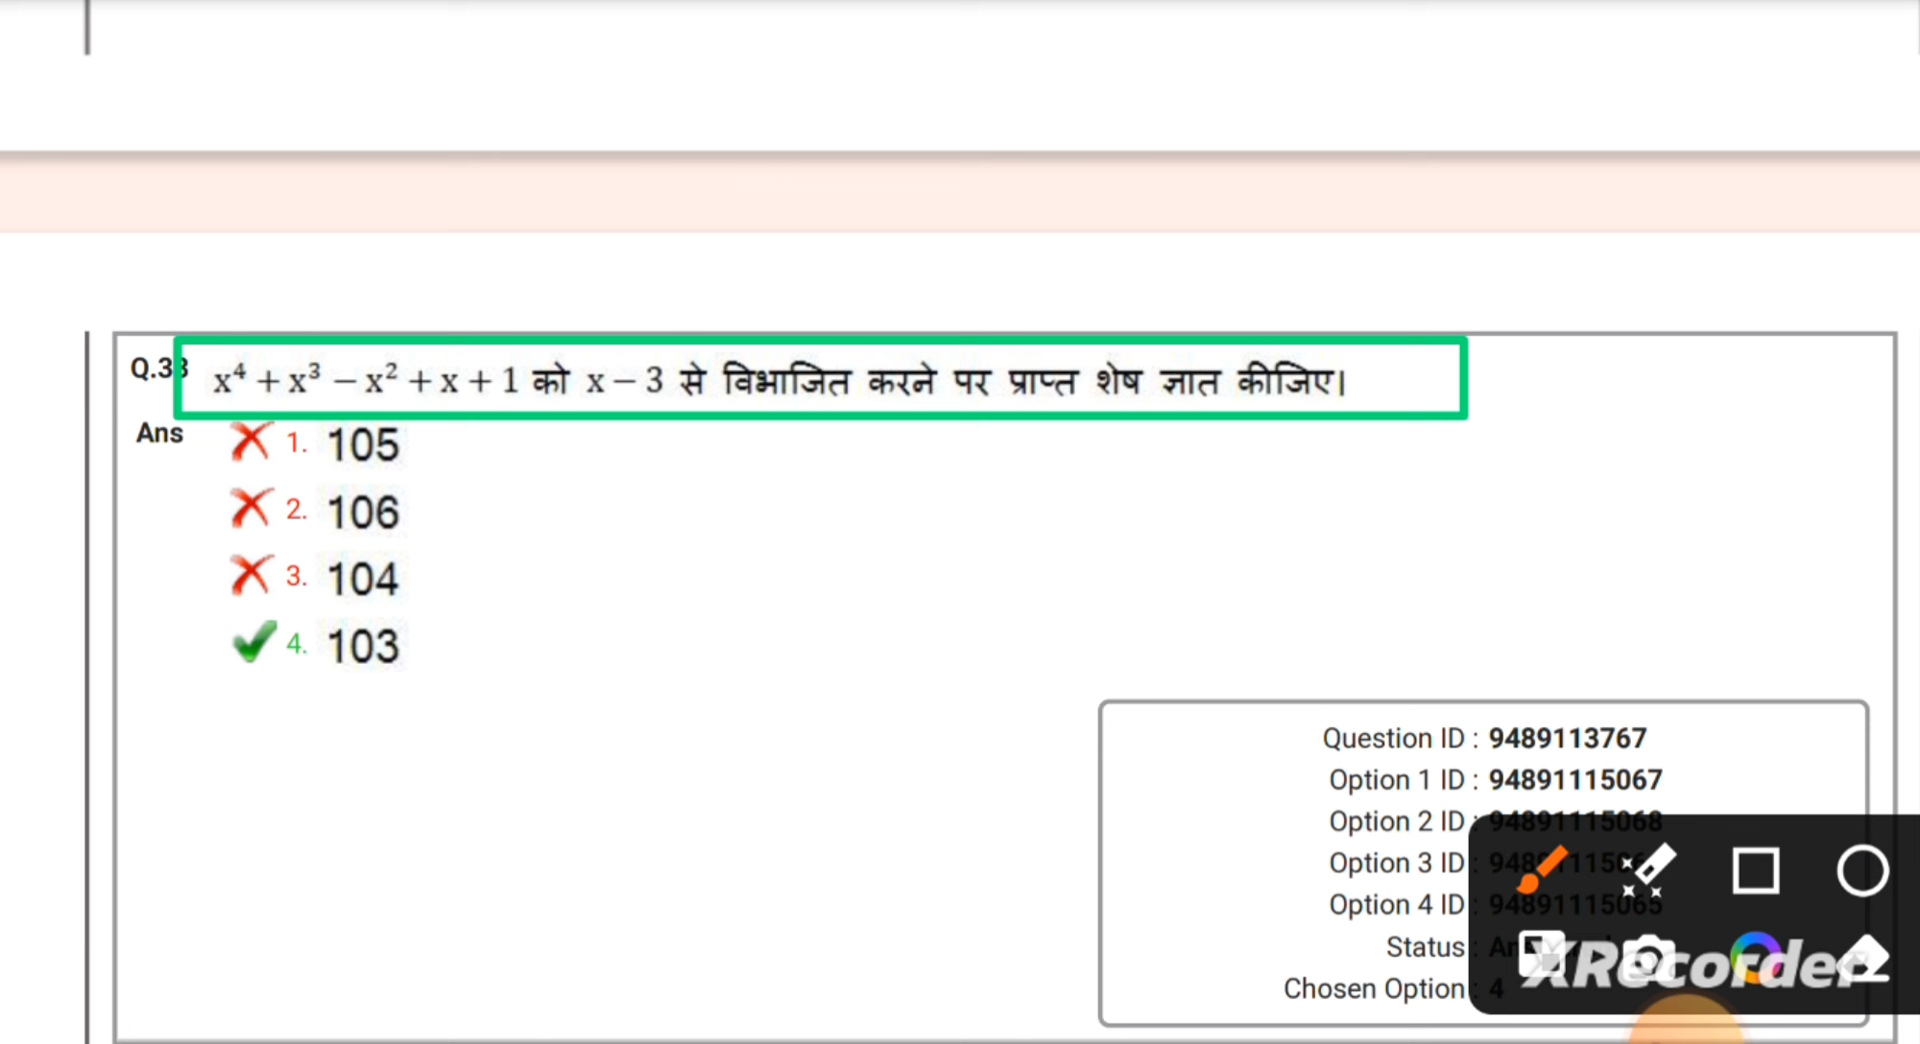 Q.33 x⁴ + x³ − x² + x + 1 को x − 3 से विभाजित करने पर प्राप्त शेष ज्ञात कीजिए।
Ans 1. 105
2. 106
3. 104
4. 103
Question ID : 9489113767
Option 1 ID : 94891115067
Option 2 ID : 94891115068
Option 3 ID :
Option 4 ID : 94891115065
Status :
Chosen Option : 4
XRecorder